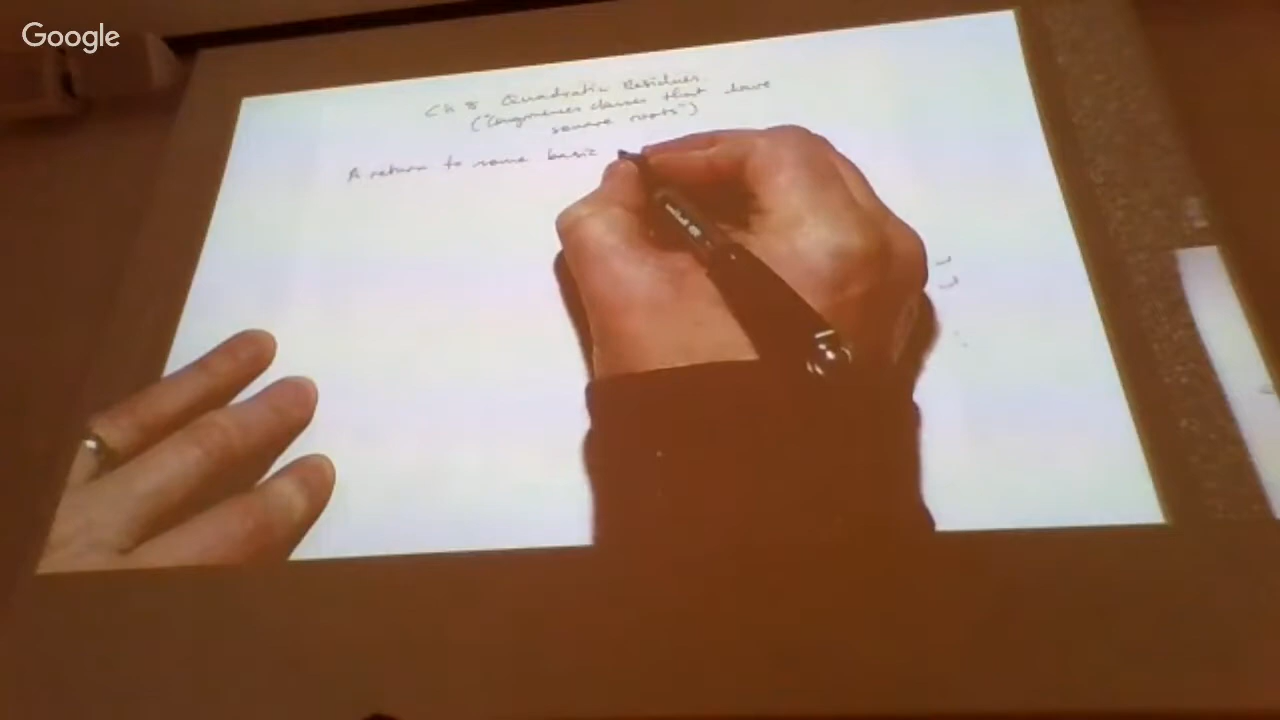 Google
Ch 8 Quadratic Residues.
("Congruence classes that have
square roots")
A return to some basic